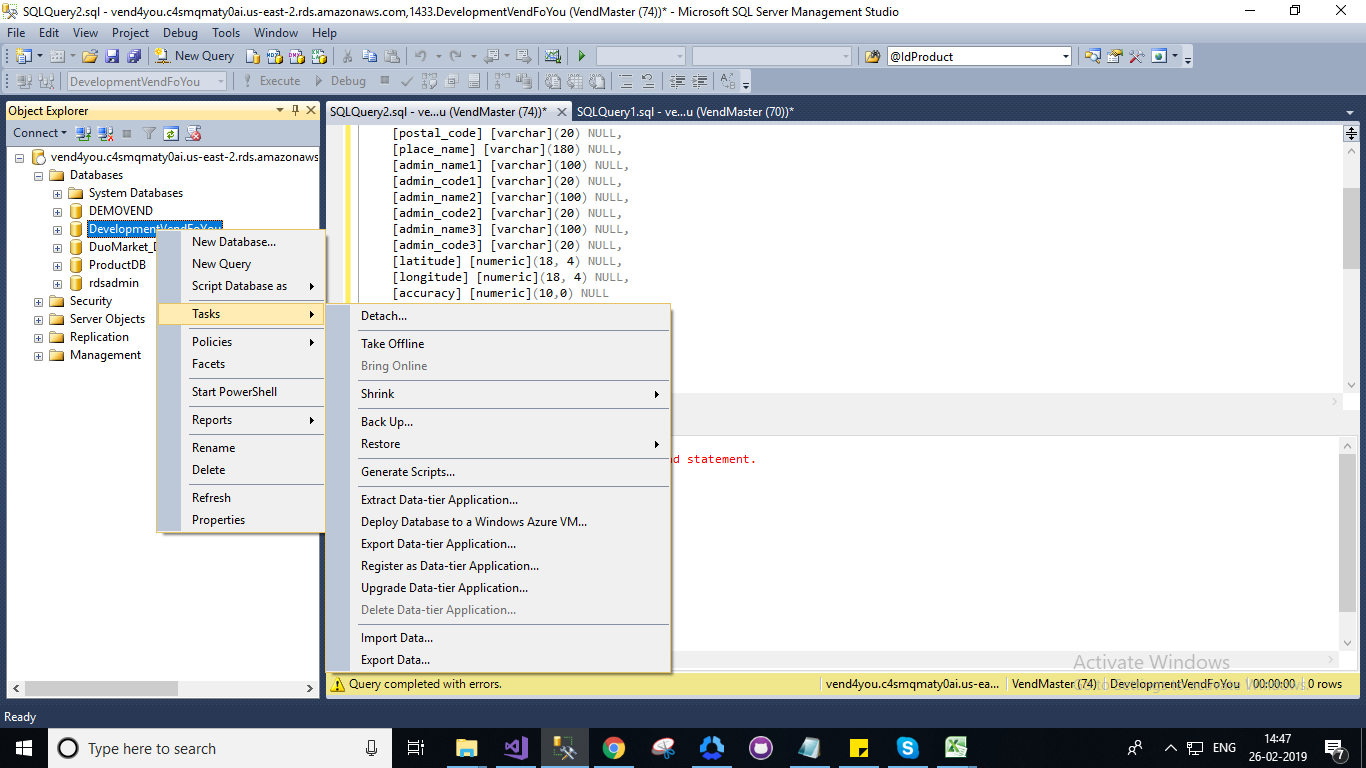 SQLQuery2.sql - vend4you.c4smqmaty0ai.us-east-2.rds.amazonaws.com,1433.DevelopmentVendFoYou (VendMaster (74))* - Microsoft SQL Server Management Studio
File Edit View Project Debug Tools Window Help
New Query @IdProduct
DevelopmentVendFoYou Execute Debug
Object Explorer
Connect
vend4you.c4smqmaty0ai.us-east-2.rds.amazonaws
Databases
System Databases
DEMOVEND
DevelopmentVendFoYou
DuoMarket_D
ProductDB
rdsadmin
Security
Server Objects
Replication
Management
New Database...
New Query
Script Database as
Tasks
Policies
Facets
Start PowerShell
Reports
Rename
Delete
Refresh
Properties
Detach...
Take Offline
Bring Online
Shrink
Back Up...
Restore
Generate Scripts...
Extract Data-tier Application...
Deploy Database to a Windows Azure VM...
Export Data-tier Application...
Register as Data-tier Application...
Upgrade Data-tier Application...
Delete Data-tier Application...
Import Data...
Export Data...
SQLQuery2.sql - ve...u (VendMaster (74))* SQLQuery1.sql - ve...u (VendMaster (70))*
[postal_code] [varchar](20) NULL,
[place_name] [varchar](180) NULL,
[admin_name1] [varchar](100) NULL,
[admin_code1] [varchar](20) NULL,
[admin_name2] [varchar](100) NULL,
[admin_code2] [varchar](20) NULL,
[admin_name3] [varchar](100) NULL,
[admin_code3] [varchar](20) NULL,
[latitude] [numeric](18, 4) NULL,
[longitude] [numeric](18, 4) NULL,
[accuracy] [numeric](10,0) NULL
d statement.
Activate Windows
Go to Settings to activate Windows.
Query completed with errors. vend4you.c4smqmaty0ai.us-ea... VendMaster (74) DevelopmentVendFoYou 00:00:00 0 rows
Ready
Type here to search
ENG
14:47
26-02-2019
7